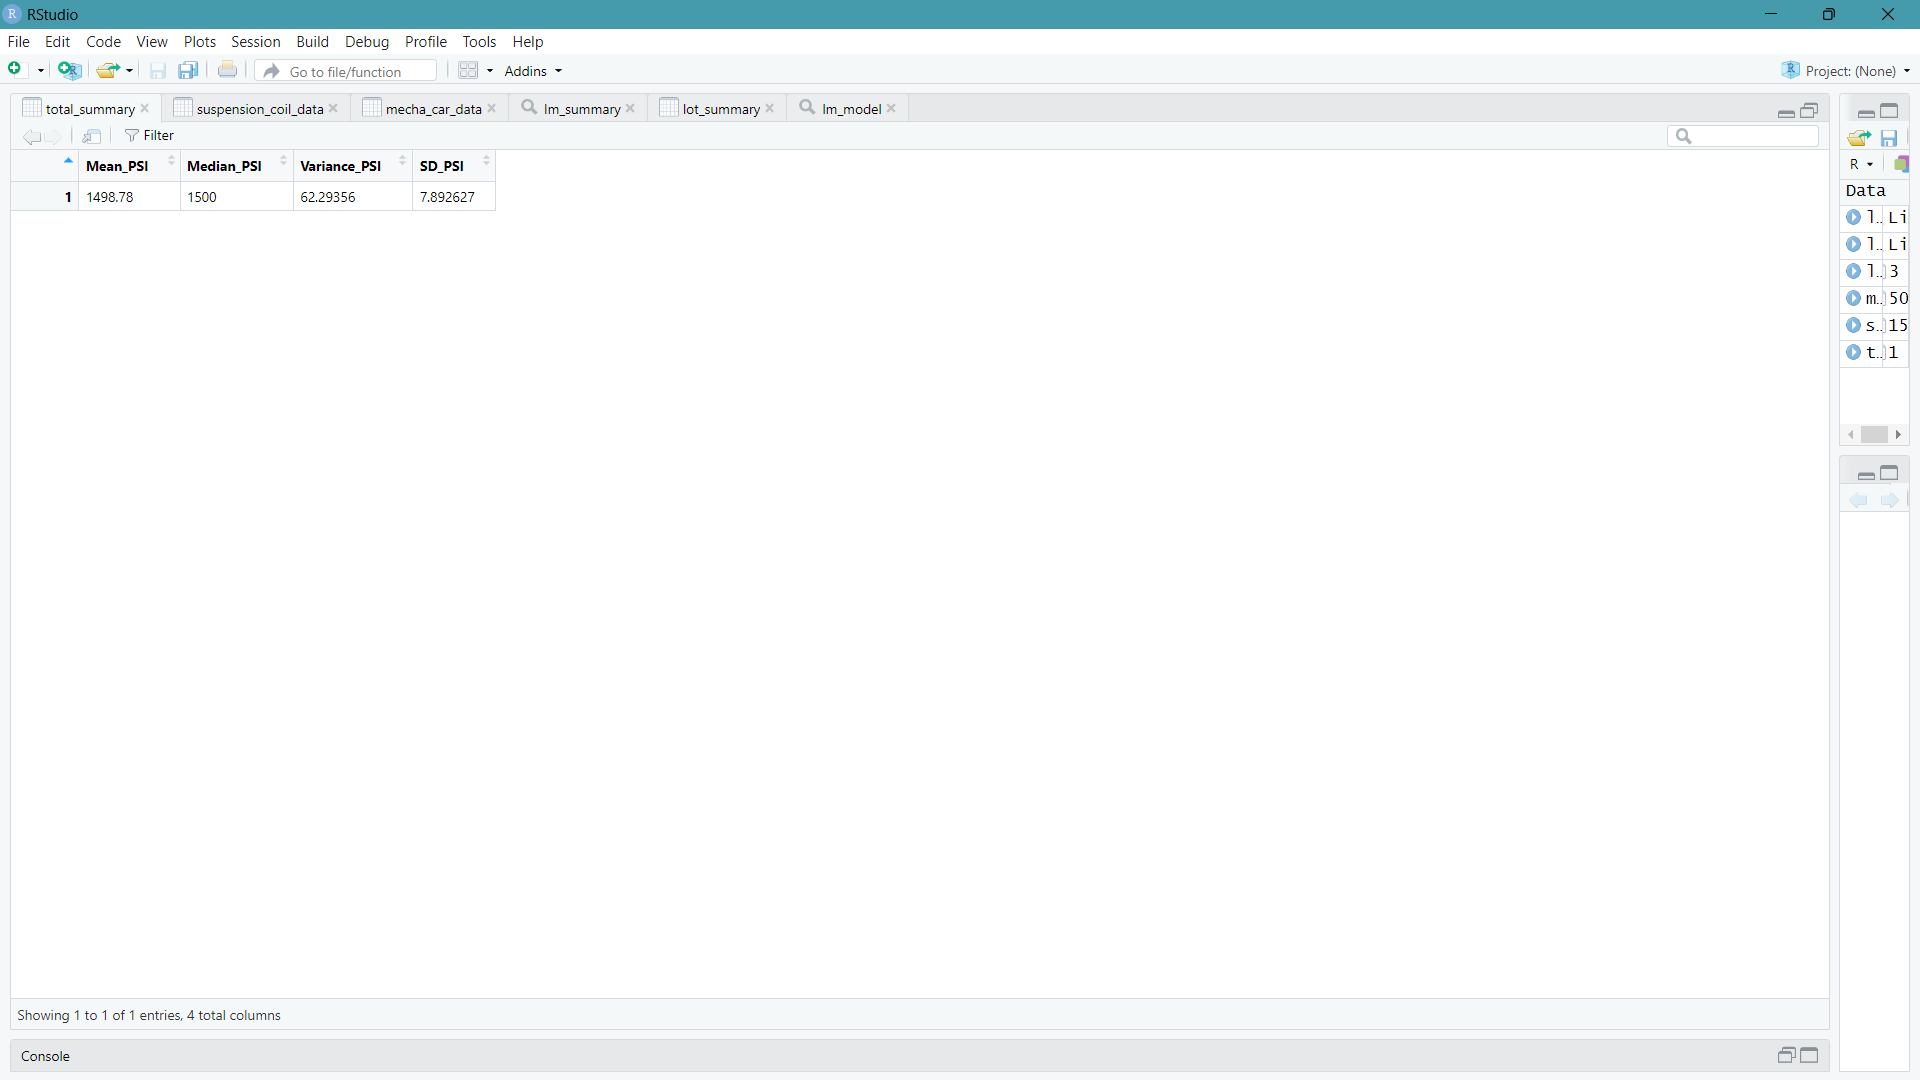 R RStudio
File Edit Code View Plots Session Build Debug Profile Tools Help
Go to file/function Addins Project: (None)
total_summary suspension_coil_data mecha_car_data lm_summary lot_summary lm_model
Filter
Mean_PSI Median_PSI Variance_PSI SD_PSI
1 1498.78 1500 62.29356 7.892627
Showing 1 to 1 of 1 entries, 4 total columns
Console
R
Data
l.. Li
l.. Li
l.. 3
m.. 50
s.. 15
t.. 1